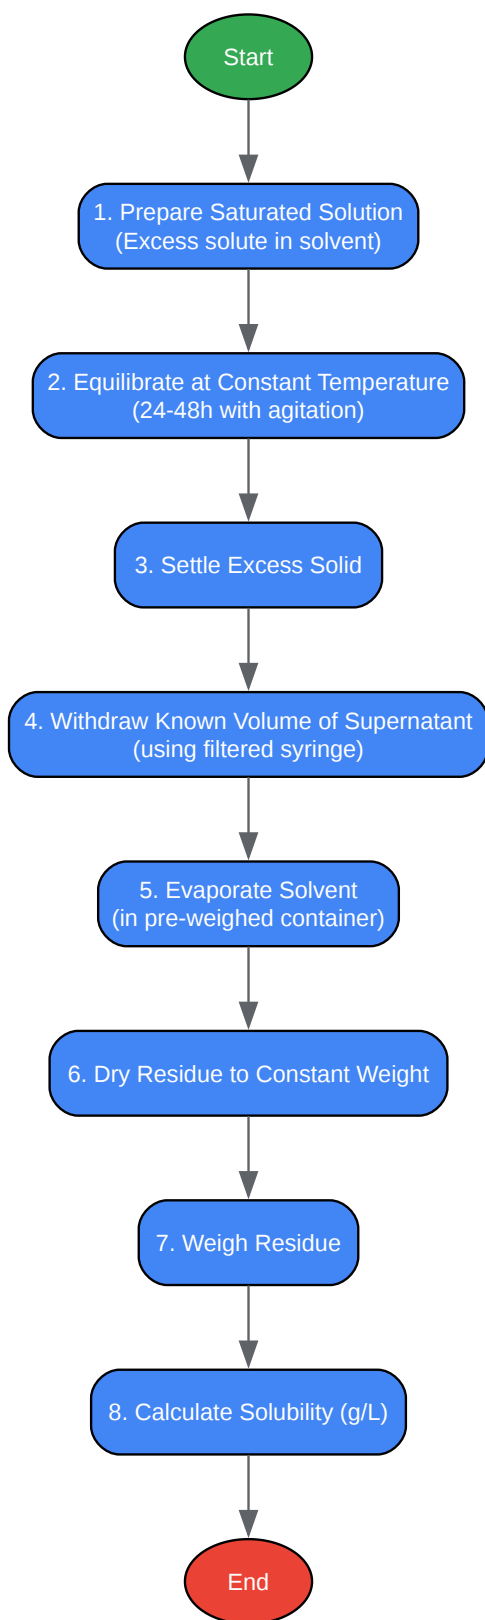 Start
1. Prepare Saturated Solution
(Excess solute in solvent)
2. Equilibrate at Constant Temperature
(24-48h with agitation)
3. Settle Excess Solid
4. Withdraw Known Volume of Supernatant
(using filtered syringe)
5. Evaporate Solvent
(in pre-weighed container)
6. Dry Residue to Constant Weight
7. Weigh Residue
8. Calculate Solubility (g/L)
End